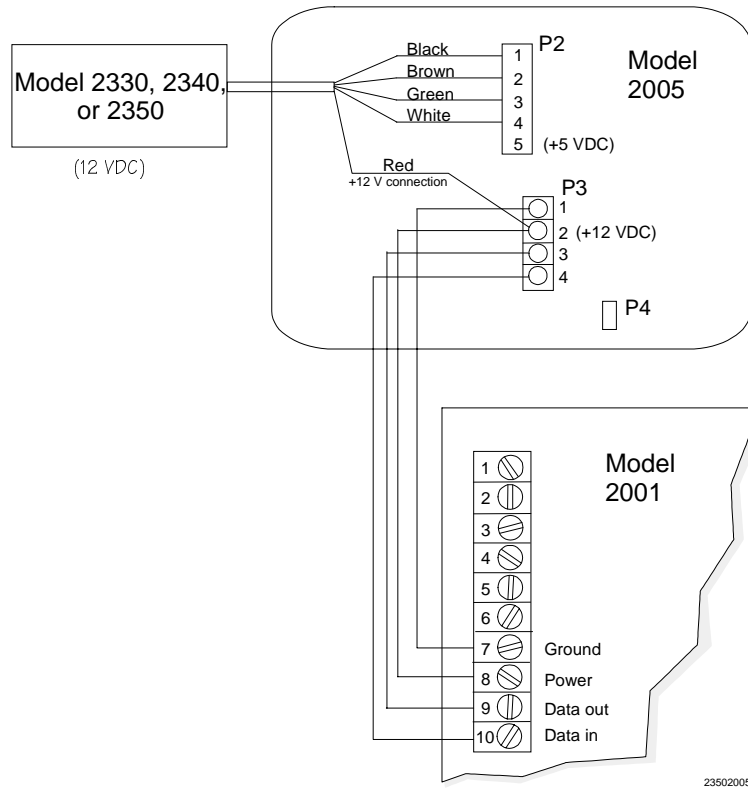 Model 2330, 2340,
or 2350
(12 VDC)
Black
Brown
Green
White
Red
+12 V connection
P2
1
2
3
4
5 (+5 VDC)
Model
2005
P3
1
2 (+12 VDC)
3
4
P4
Model
2001
1
2
3
4
5
6
7 Ground
8 Power
9 Data out
10 Data in
23502005